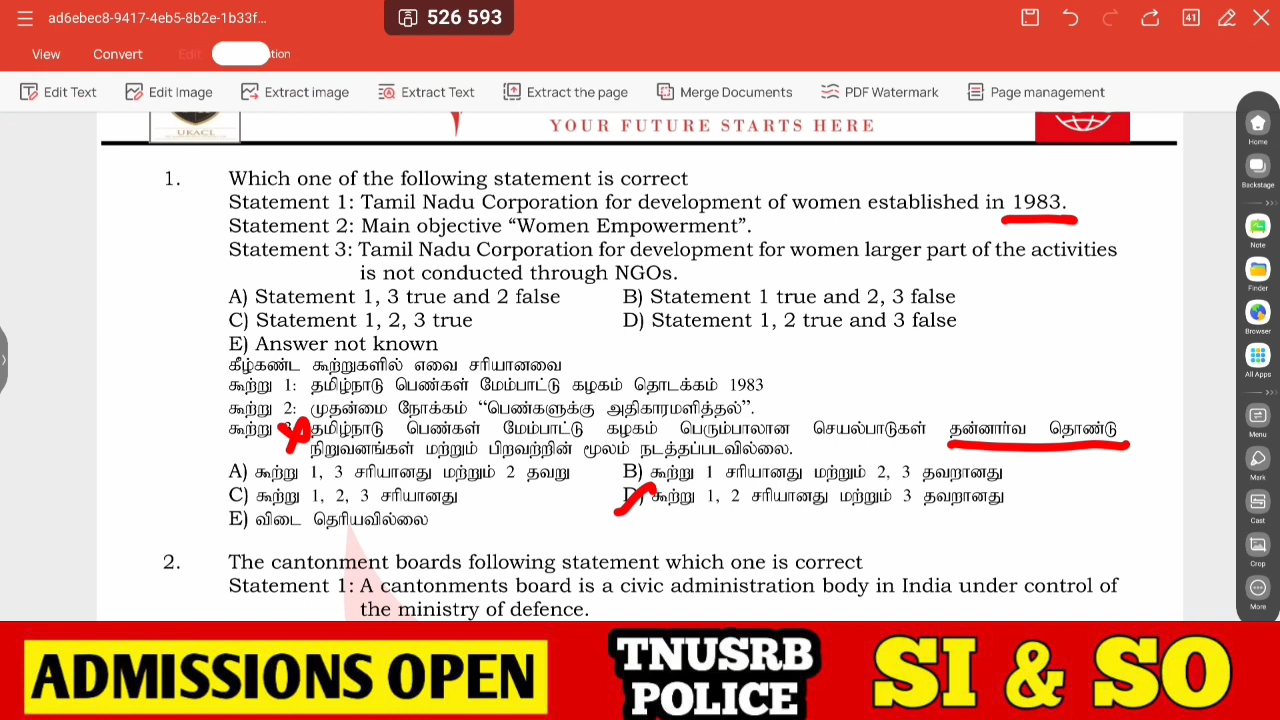 ad6ebec8-9417-4eb5-8b2e-1b33f...
526 593
41
View Convert Edit tion
Edit Text Edit Image Extract image Extract Text Extract the page Merge Documents PDF Watermark Page management
UKACL
YOUR FUTURE STARTS HERE
1. Which one of the following statement is correct
Statement 1: Tamil Nadu Corporation for development of women established in 1983.
Statement 2: Main objective “Women Empowerment”.
Statement 3: Tamil Nadu Corporation for development for women larger part of the activities
is not conducted through NGOs.
A) Statement 1, 3 true and 2 false B) Statement 1 true and 2, 3 false
C) Statement 1, 2, 3 true D) Statement 1, 2 true and 3 false
E) Answer not known
கீழ்கண்ட கூற்றுகளில் எவை சரியானவை
கூற்று 1: தமிழ்நாடு பெண்கள் மேம்பாட்டு கழகம் தொடக்கம் 1983
கூற்று 2: முதன்மை நோக்கம் “பெண்களுக்கு அதிகாரமளித்தல்”.
கூற்று 3: தமிழ்நாடு பெண்கள் மேம்பாட்டு கழகம் பெரும்பாலான செயல்பாடுகள் தன்னார்வ தொண்டு
நிறுவனங்கள் மற்றும் பிறவற்றின் மூலம் நடத்தப்படவில்லை.
A) கூற்று 1, 3 சரியானது மற்றும் 2 தவறு B) கூற்று 1 சரியானது மற்றும் 2, 3 தவறானது
C) கூற்று 1, 2, 3 சரியானது D) கூற்று 1, 2 சரியானது மற்றும் 3 தவறானது
E) விடை தெரியவில்லை
2. The cantonment boards following statement which one is correct
Statement 1: A cantonments board is a civic administration body in India under control of
the ministry of defence.
Home
Backstage
Note
Finder
Browser
All Apps
Menu
Mark
Cast
Crop
More
ADMISSIONS OPEN TNUSRB POLICE SI & SO